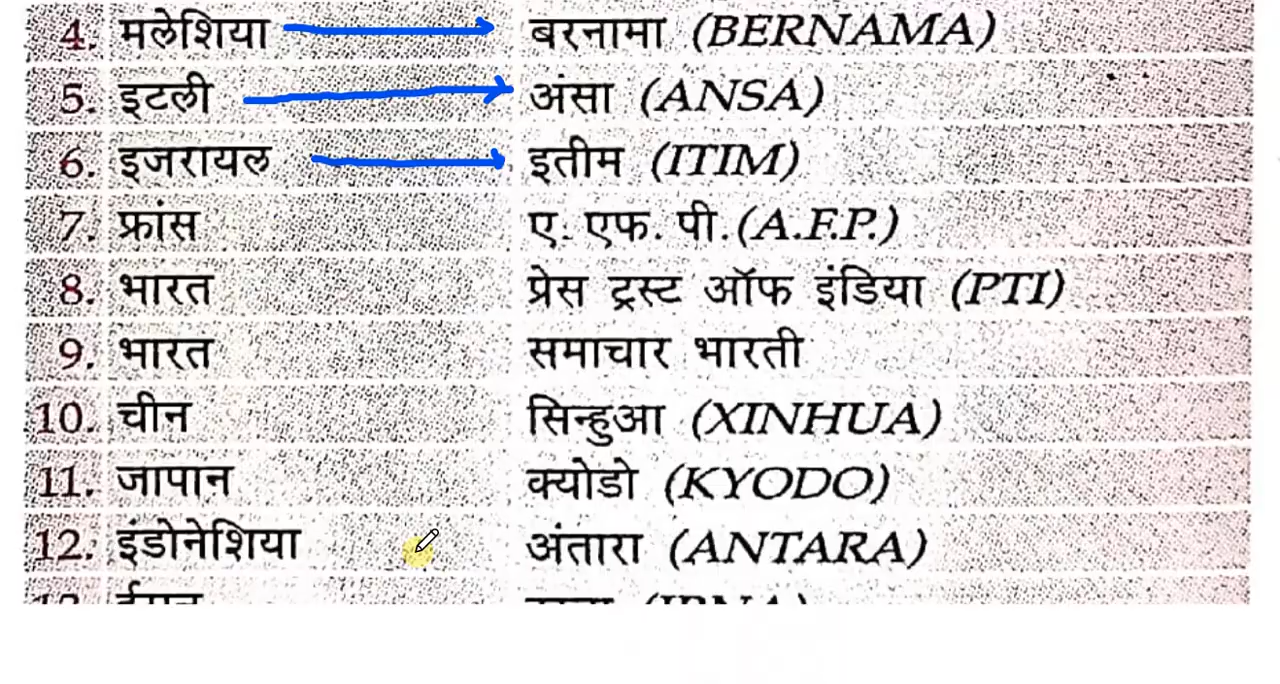 4. मलेशिया बरनामा (BERNAMA)
5. इटली अंसा (ANSA)
6. इजरायल इतीम (ITIM)
7. फ्रांस ए. एफ. पी. (A.F.P.)
8. भारत प्रेस ट्रस्ट ऑफ इंडिया (PTI)
9. भारत समाचार भारती
10. चीन सिन्हुआ (XINHUA)
11. जापान क्योडो (KYODO)
12. इंडोनेशिया अंतारा (ANTARA)